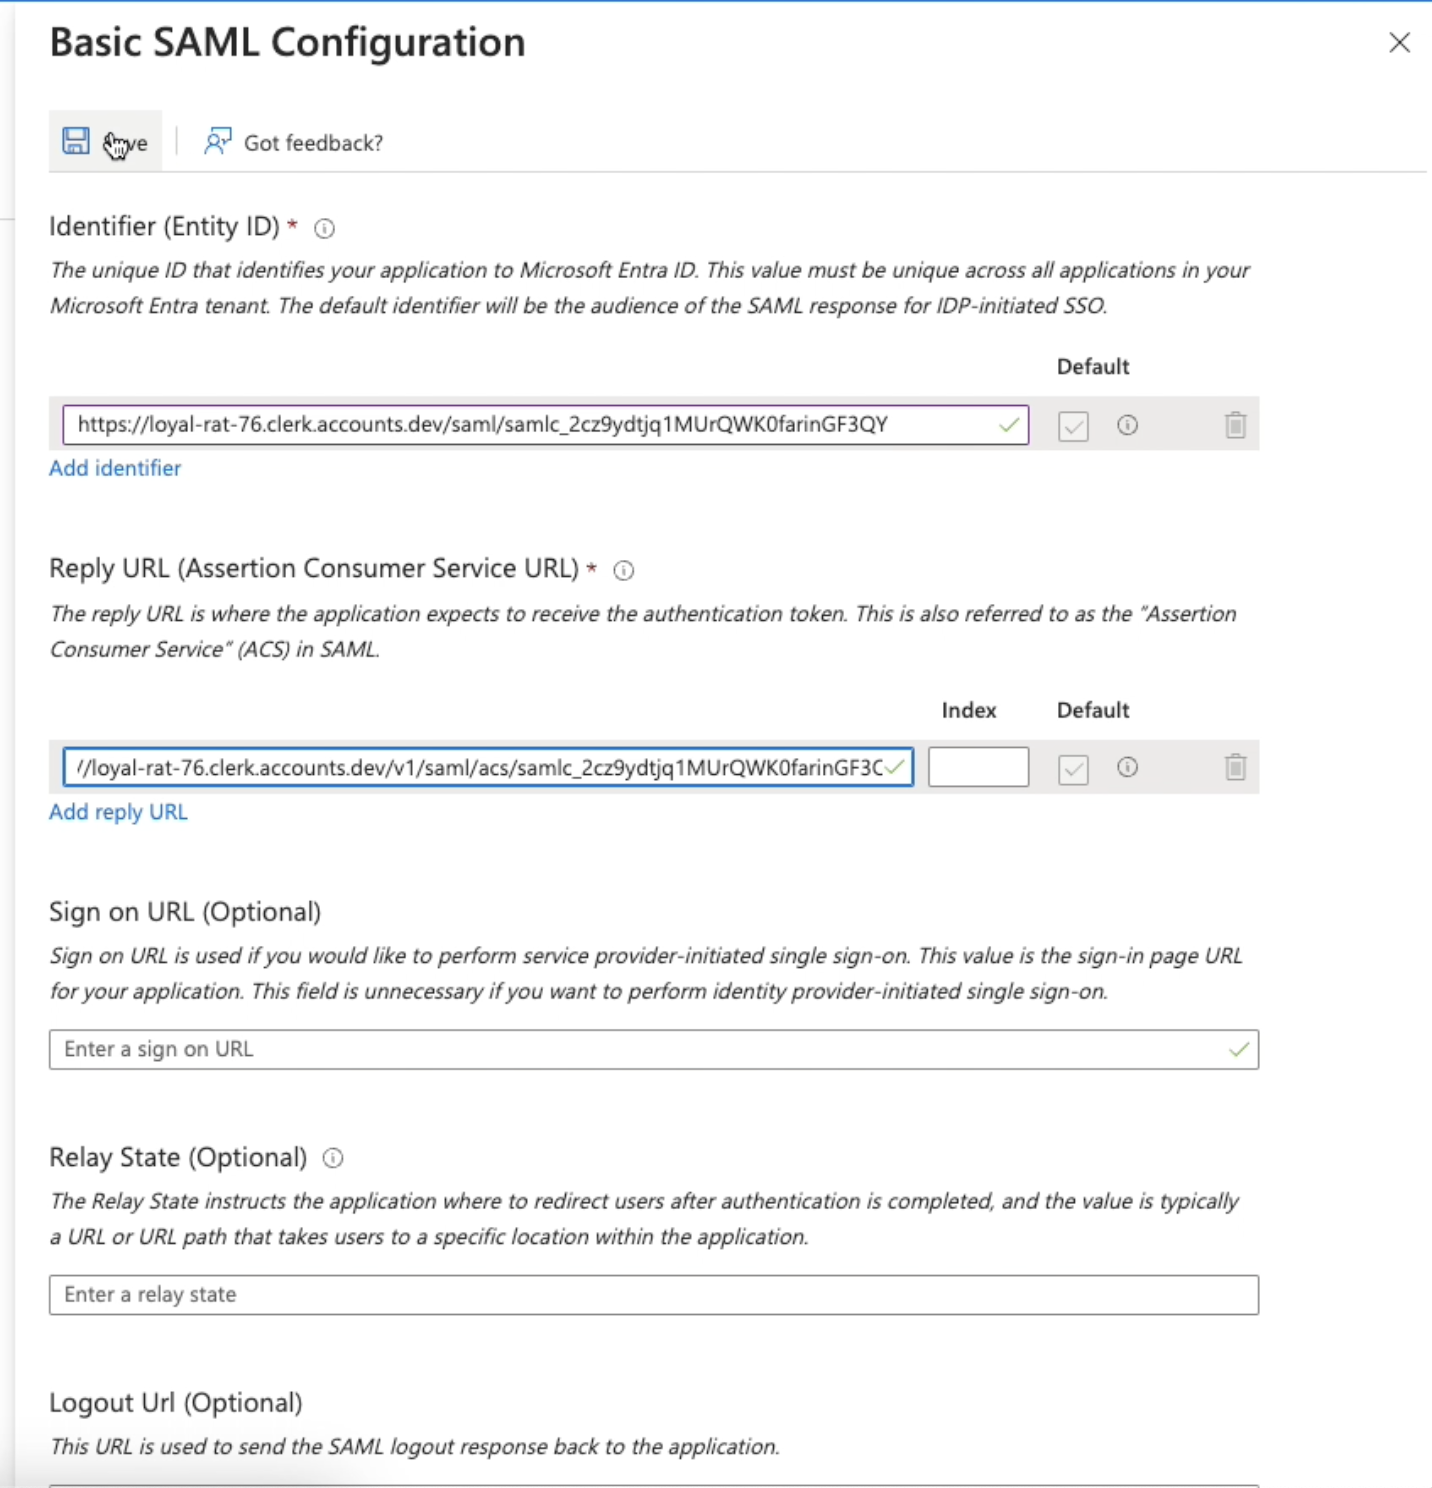 Basic SAML Configuration
Got feedback?
Identifier (Entity ID) *
The unique ID that identifies your application to Microsoft Entra ID. This value must be unique across all applications in your
Microsoft Entra tenant. The default identifier will be the audience of the SAML response for IDP-initiated SSO.
Default
https://loyal-rat-76.clerk.accounts.dev/saml/samlc_2cz9ydtjq1MUrQWK0farinGF3QY
Add identifier
Reply URL (Assertion Consumer Service URL) *
The reply URL is where the application expects to receive the authentication token. This is also referred to as the "Assertion
Consumer Service" (ACS) in SAML.
Index Default
//loyal-rat-76.clerk.accounts.dev/v1/saml/acs/samlc_2cz9ydtjq1MUrQWK0farinGF3
Add reply URL
Sign on URL (Optional)
Sign on URL is used if you would like to perform service provider-initiated single sign-on. This value is the sign-in page URL
for your application. This field is unnecessary if you want to perform identity provider-initiated single sign-on.
Enter a sign on URL
Relay State (Optional)
The Relay State instructs the application where to redirect users after authentication is completed, and the value is typically
a URL or URL path that takes users to a specific location within the application.
Enter a relay state
Logout Url (Optional)
This URL is used to send the SAML logout response back to the application.